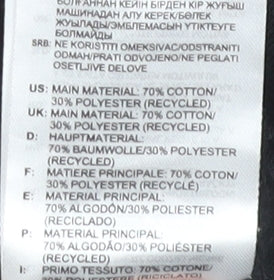 БОЛҒАННАН КЕЙІН БІРДЕН КІР ЖУҒЫШ
МАШИНАДАН АЛУ КЕРЕК/БӨЛЕК
ЖУЫЛАДЫ/ЭМБЛЕМАСЫН ҮТІКТЕУГЕ
БОЛМАЙДЫ
SRB: NE KORISTITI OMEKSIVAC/ODSTRANITI
ODMAH/PRATI ODVOJENO/NE PEGLATI
OSETLJIVE DELOVE
US: MAIN MATERIAL: 70% COTTON/
30% POLYESTER (RECYCLED)
UK: MAIN MATERIAL: 70% COTTON/
30% POLYESTER (RECYCLED)
D: HAUPTMATERIAL:
70% BAUMWOLLE/30% POLYESTER
(RECYCLED)
F: MATIERE PRINCIPALE: 70% COTON/
30% POLYESTER (RECYCLÉ)
E: MATERIAL PRINCIPAL:
70% ALGODÓN/30% POLIESTER
(RECICLADO)
P: MATERIAL PRINCIPAL:
70% ALGODÃO/30% POLIÉSTER
(RECICLADO)
I: PRIMO TESSUTO: 70% COTONE/
30% POLIESTERE (RICICLATO)